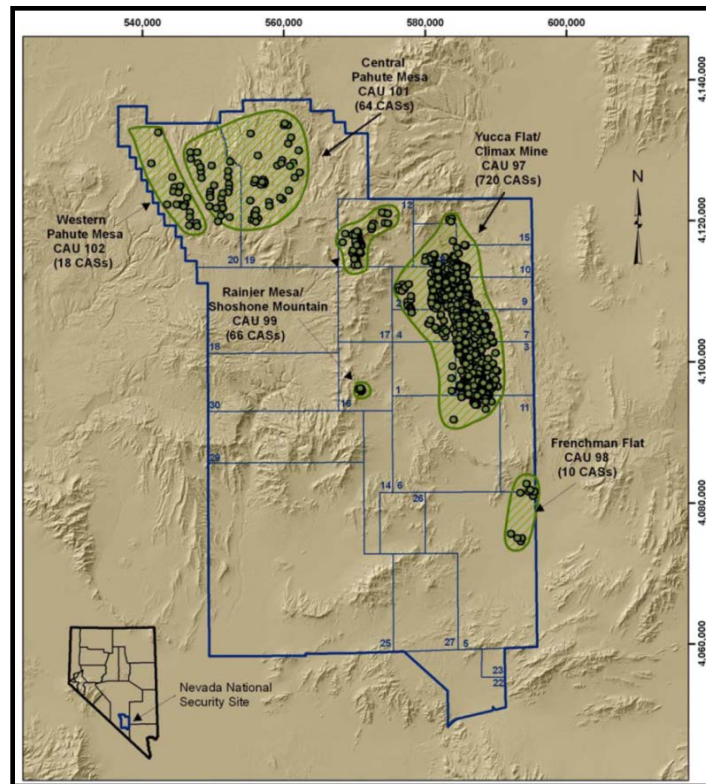 540,000
560,000
580,000
600,000
4,140,000
4,120,000
4,100,000
4,080,000
4,060,000
Central
Pahute Mesa
CAU 101
(64 CASs)
Yucca Flat/
Climax Mine
CAU 97
(720 CASs)
N
Western
Pahute Mesa
CAU 102
(18 CASs)
Rainier Mesa/
Shoshone Mountain
CAU 99
(66 CASs)
Frenchman Flat
CAU 98
(10 CASs)
12
15
20
19
10
2
9
18
17
4
7
3
30
16
1
11
29
14
6
26
25
27
5
23
22
Nevada National
Security Site